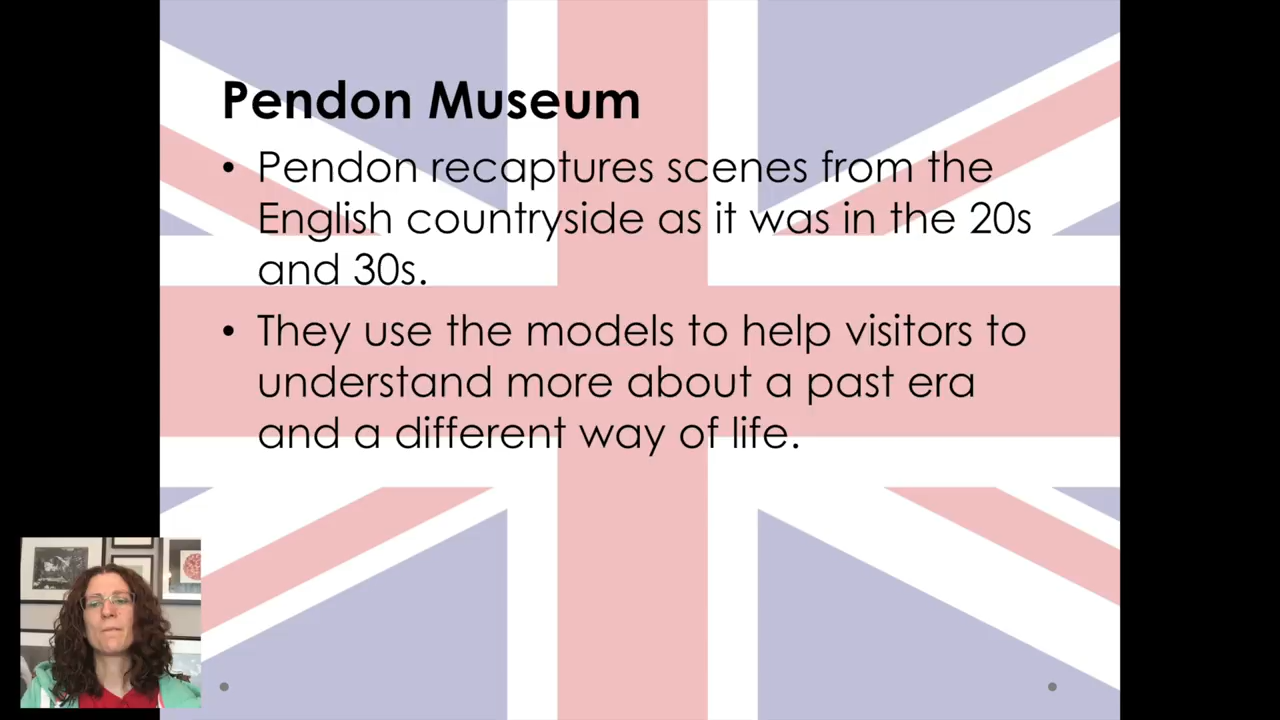 Pendon Museum
• Pendon recaptures scenes from the
English countryside as it was in the 20s
and 30s.
• They use the models to help visitors to
understand more about a past era
and a different way of life.